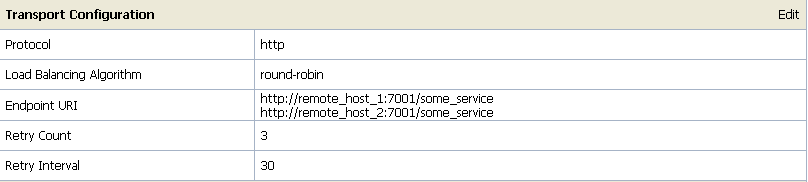 Transport Configuration Edit
Protocol http
Load Balancing Algorithm round-robin
Endpoint URI http://remote_host_1:7001/some_service
http://remote_host_2:7001/some_service
Retry Count 3
Retry Interval 30